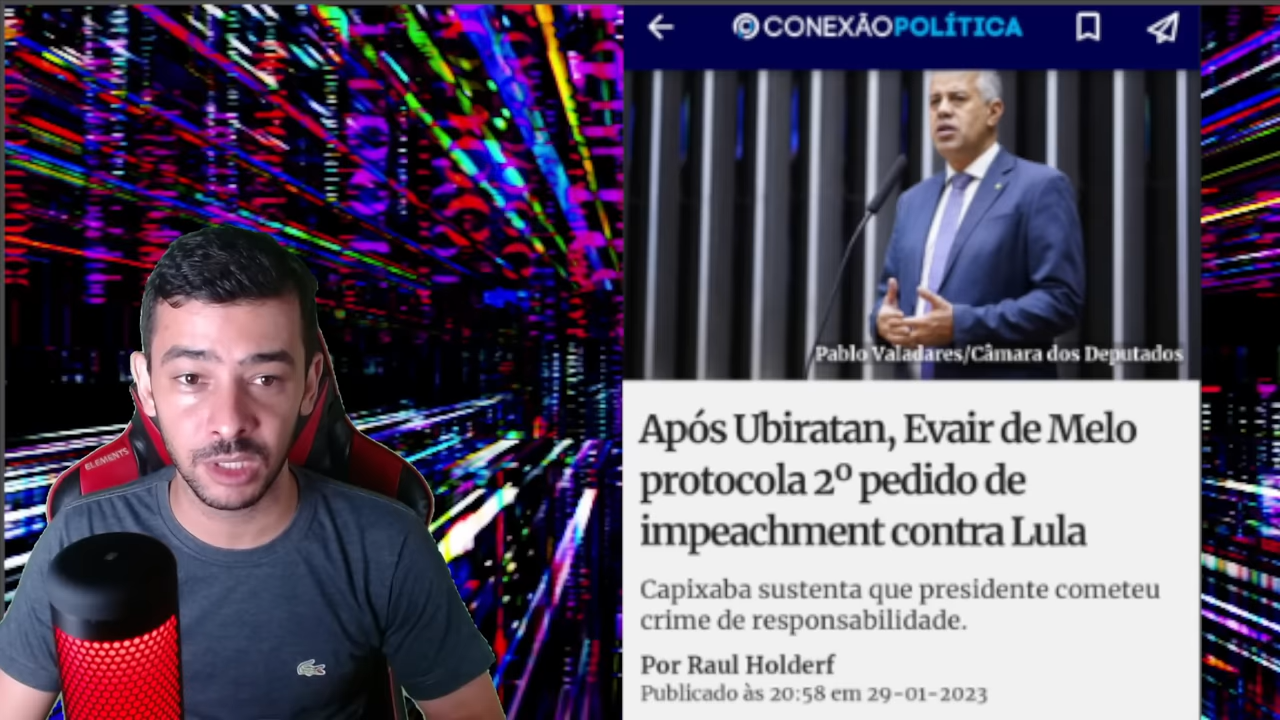 CONEXÃOPOLÍTICA
Pablo Valadares/Câmara dos Deputados
Após Ubiratan, Evair de Melo
protocola 2º pedido de
impeachment contra Lula
Capixaba sustenta que presidente cometeu
crime de responsabilidade.
Por Raul Holderf
Publicado às 20:58 em 29-01-2023
ELEMENTS